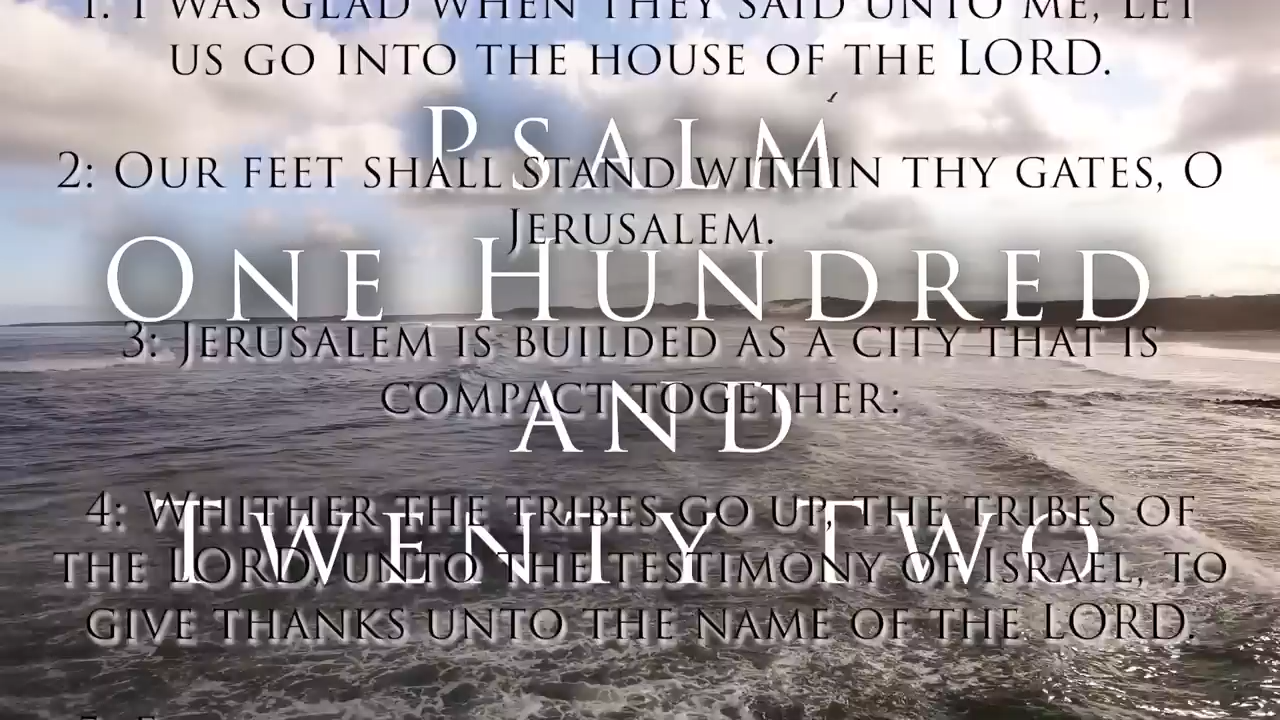 1: I WAS GLAD WHEN THEY SAID UNTO ME, LET
US GO INTO THE HOUSE OF THE LORD.
PSALM
2: OUR FEET SHALL STAND WITHIN THY GATES, O
JERUSALEM.
ONE HUNDRED
3: JERUSALEM IS BUILDED AS A CITY THAT IS
COMPACT TOGETHER:
AND
4: WHITHER THE TRIBES GO UP, THE TRIBES OF
TWENTY TWO
THE LORD, UNTO THE TESTIMONY OF ISRAEL, TO
GIVE THANKS UNTO THE NAME OF THE LORD.